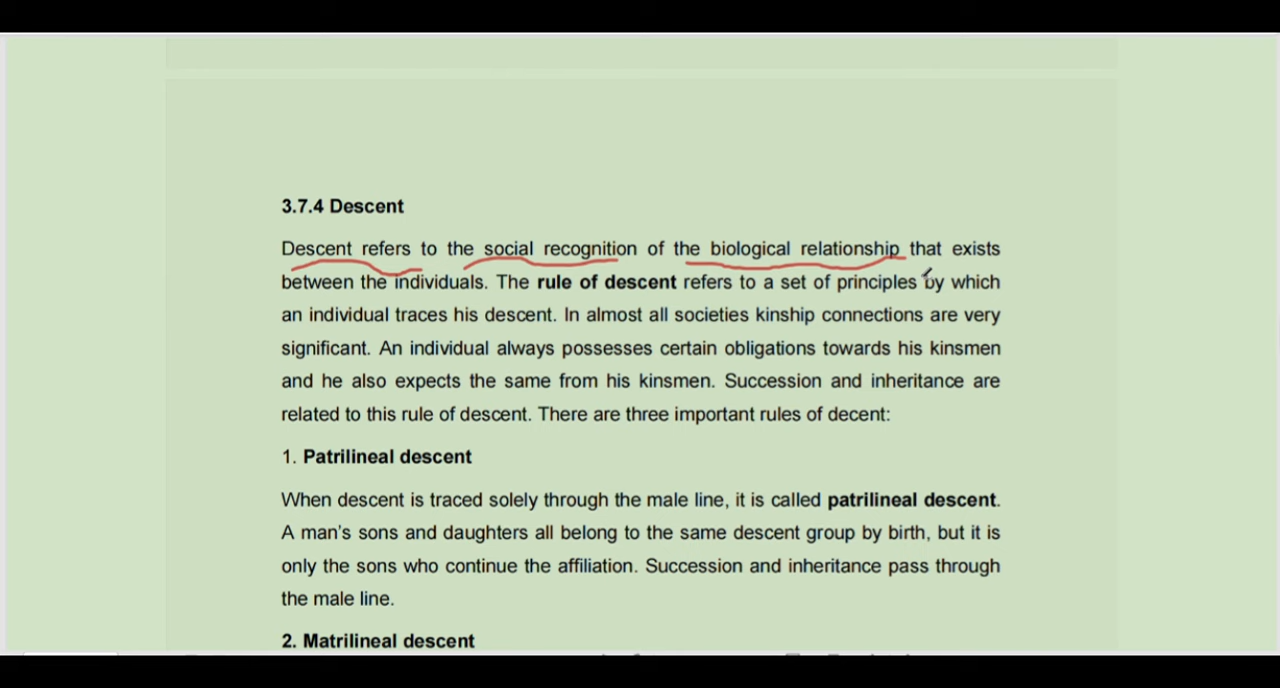 3.7.4 Descent
Descent refers to the social recognition of the biological relationship that exists
between the individuals. The rule of descent refers to a set of principles by which
an individual traces his descent. In almost all societies kinship connections are very
significant. An individual always possesses certain obligations towards his kinsmen
and he also expects the same from his kinsmen. Succession and inheritance are
related to this rule of descent. There are three important rules of decent:
1. Patrilineal descent
When descent is traced solely through the male line, it is called patrilineal descent.
A man's sons and daughters all belong to the same descent group by birth, but it is
only the sons who continue the affiliation. Succession and inheritance pass through
the male line.
2. Matrilineal descent